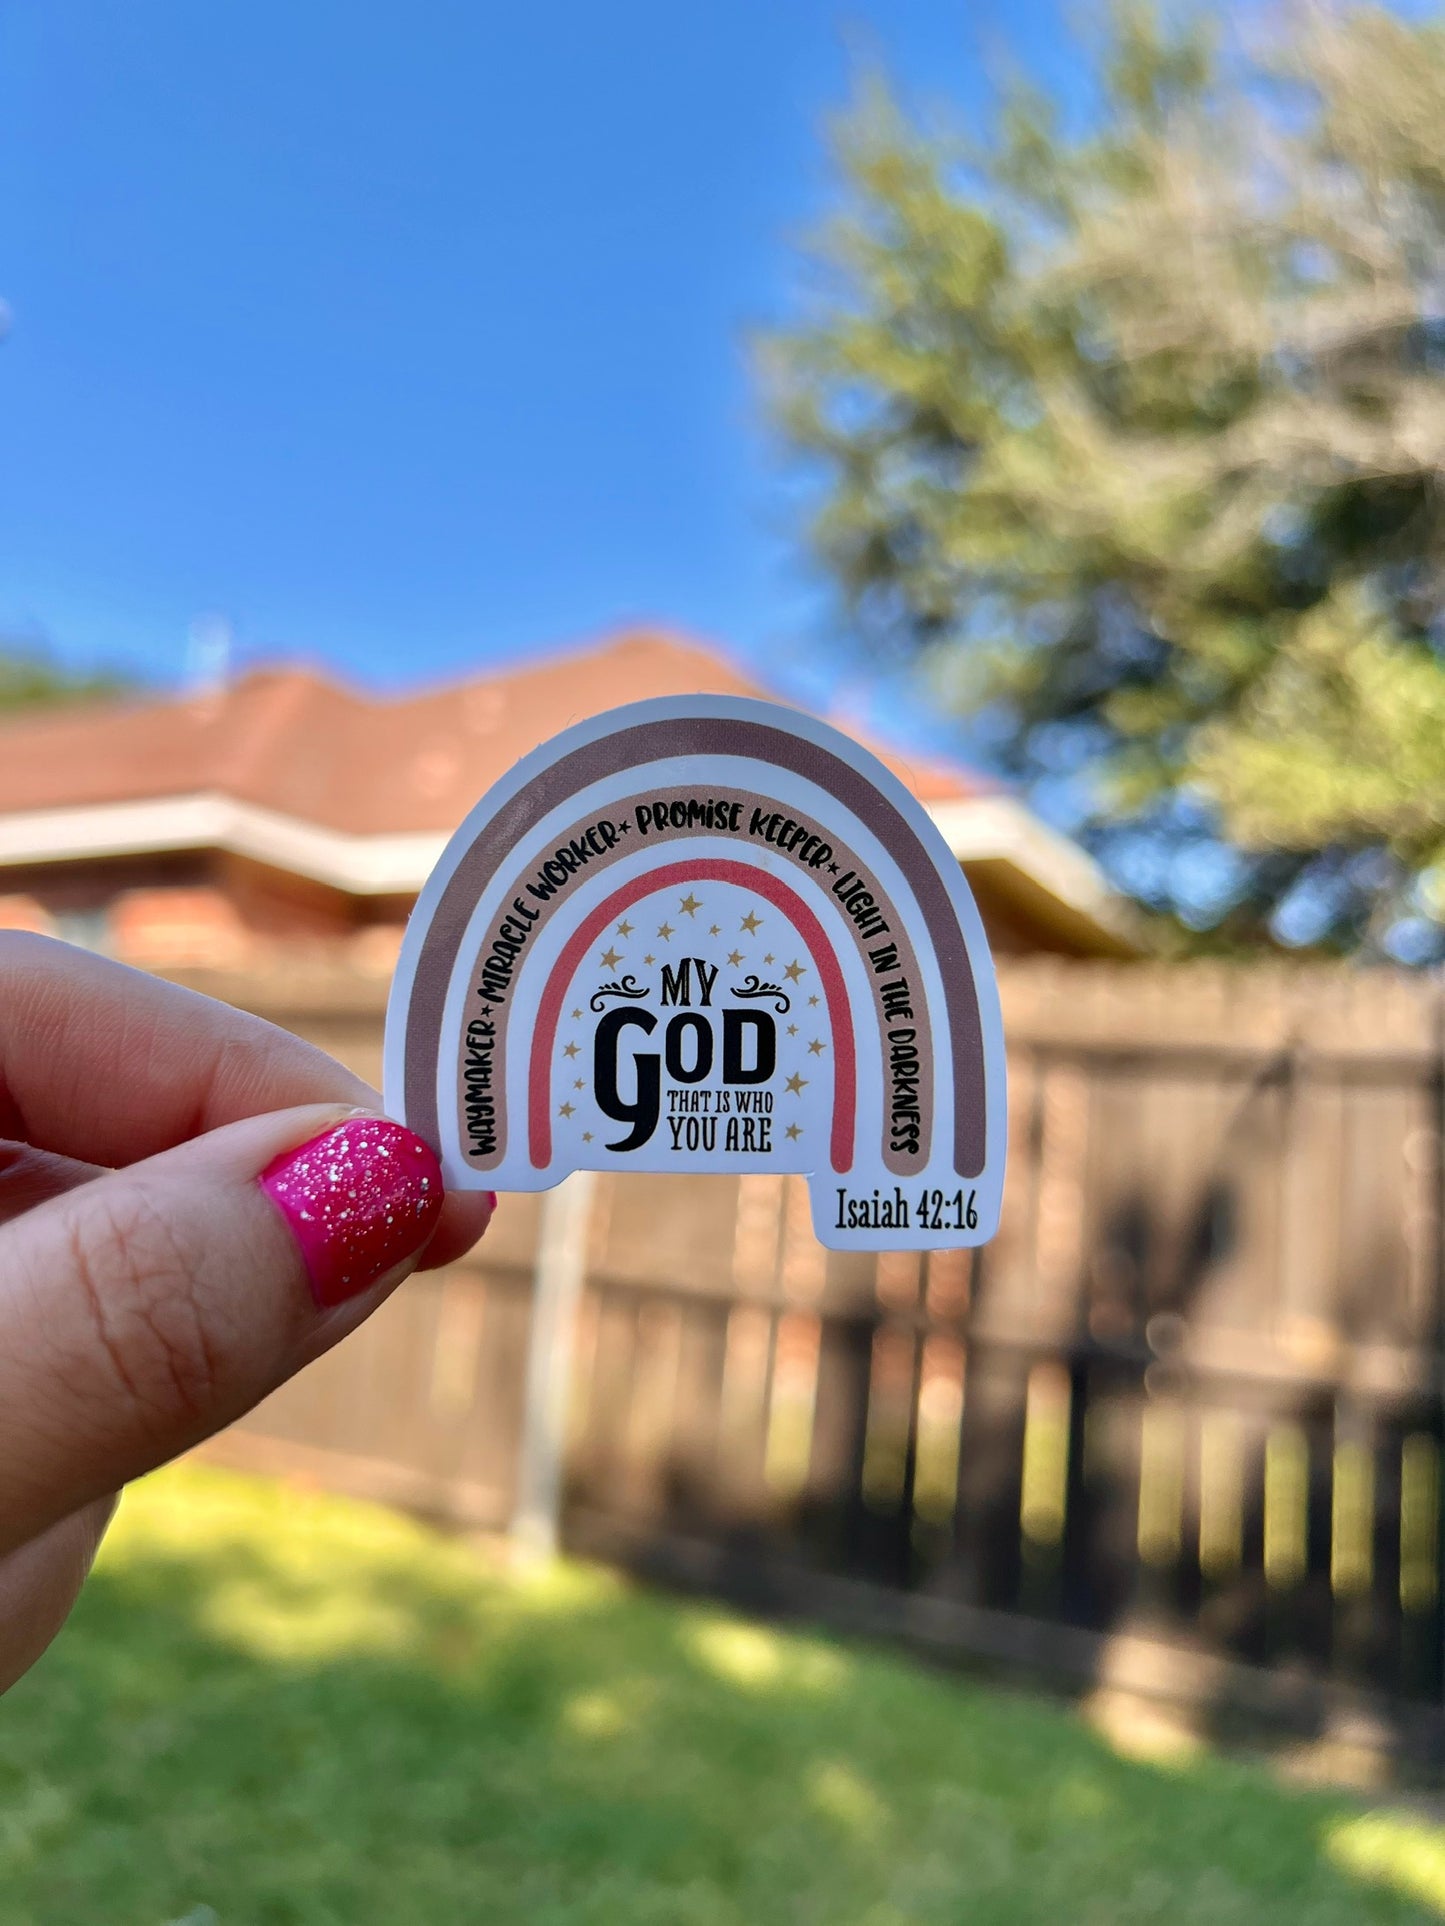 WAYMAKER★MIRACLE WORKER★PROMISE KEEPER★LIGHT IN THE DARKNESS
MY
GOD
THAT IS WHO
YOU ARE
Isaiah 42:16